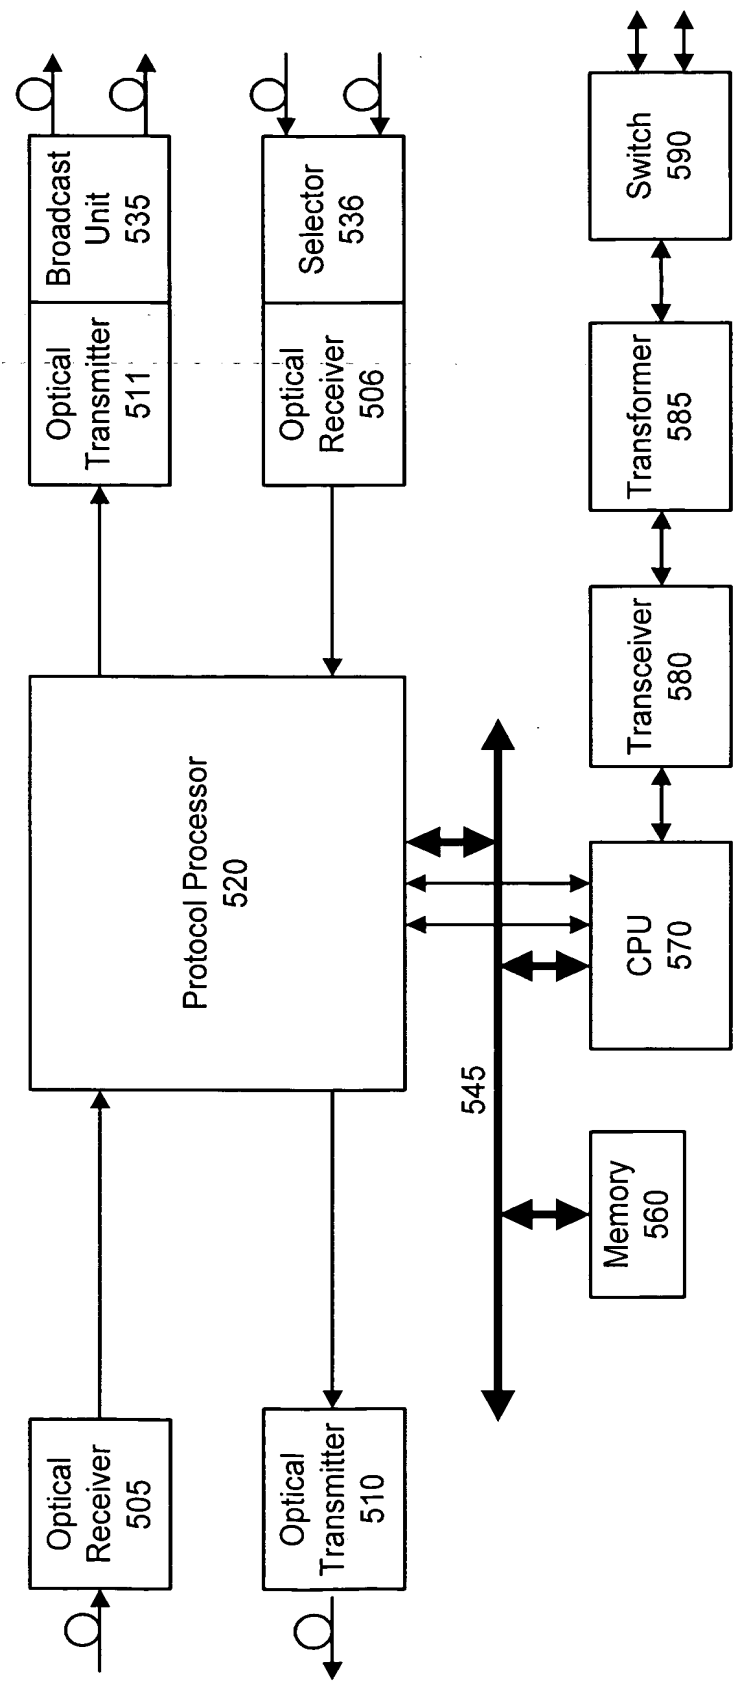 Optical
Receiver
505
Protocol Processor
520
Optical
Transmitter
511
Broadcast
Unit
535
Optical
Transmitter
510
Optical
Receiver
506
Selector
536
545
Memory
560
CPU
570
Transceiver
580
Transformer
585
Switch
590